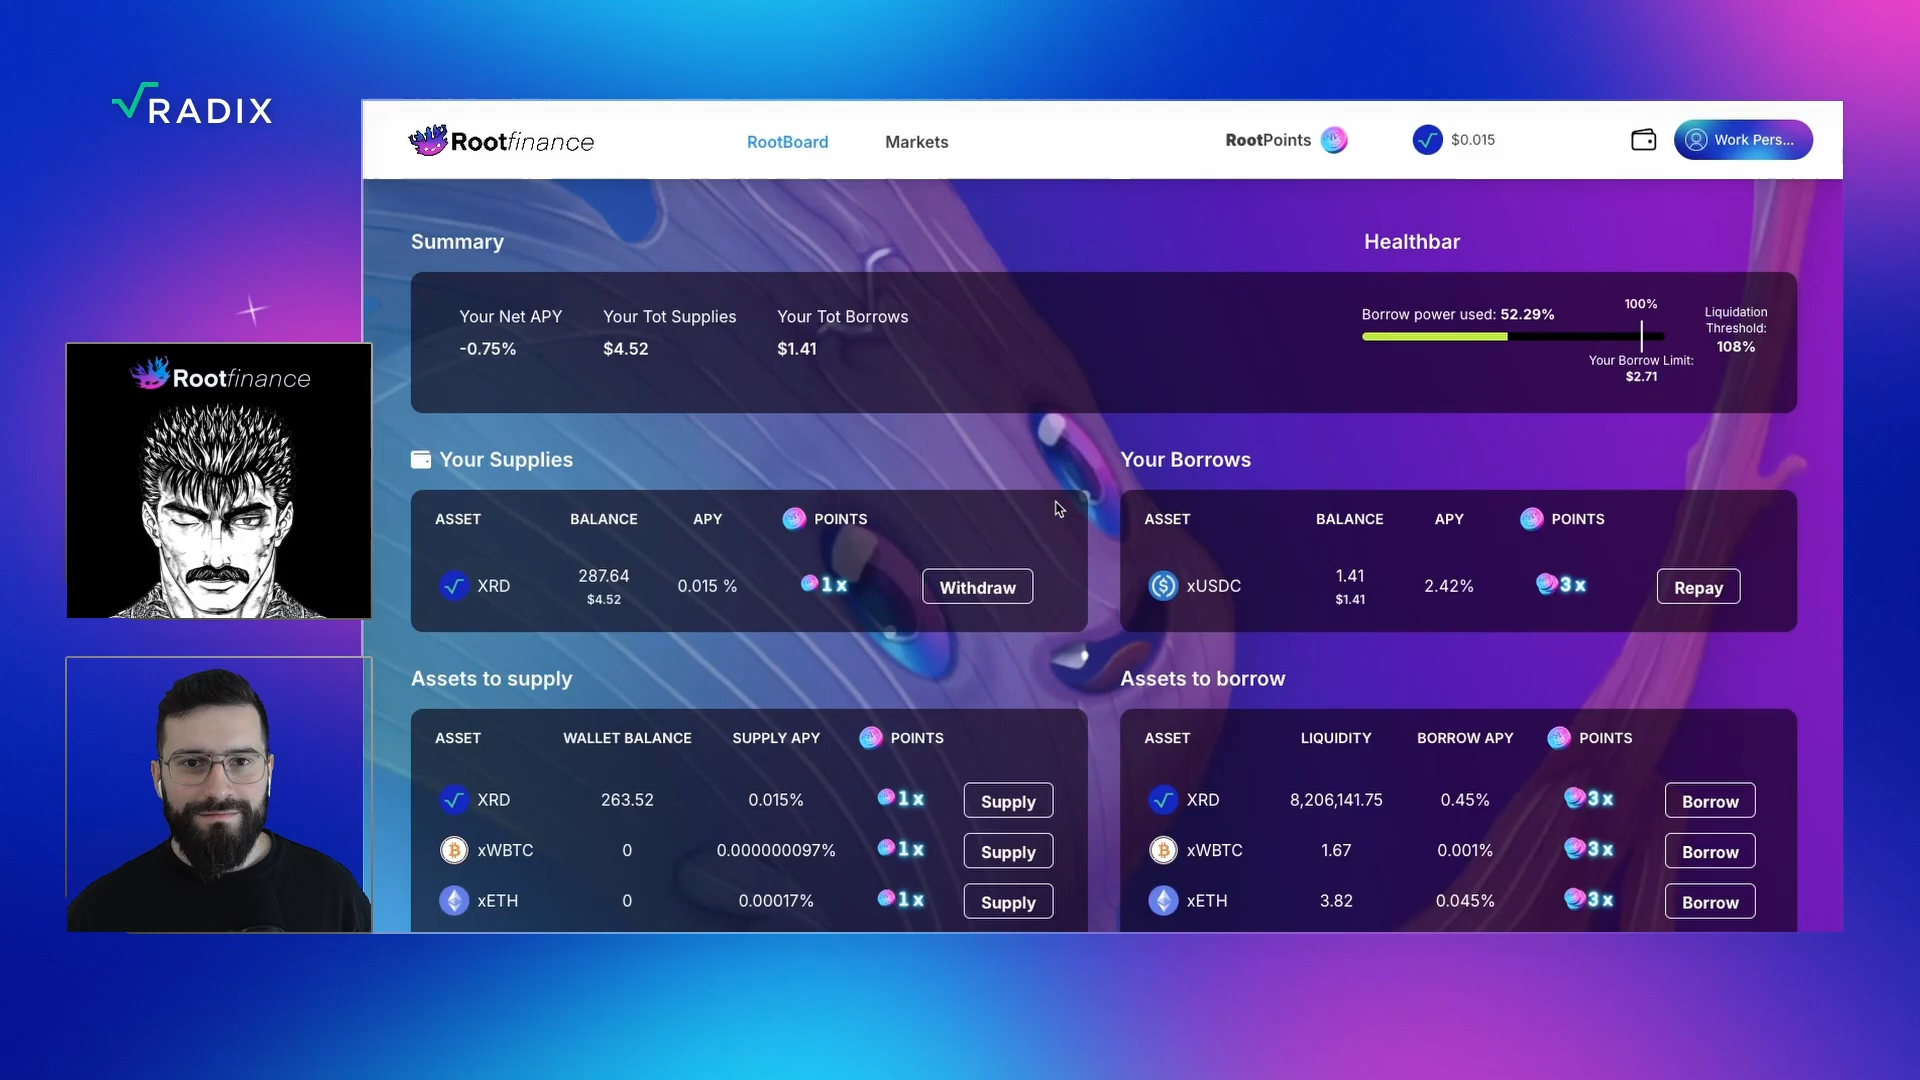 RADIX
Rootfinance
RootBoard
Markets
RootPoints
$0.015
Work Pers...
Summary
Healthbar
Your Net APY
Your Tot Supplies
Your Tot Borrows
-0.75%
$4.52
$1.41
Borrow power used: 52.29%
100%
Your Borrow Limit:
$2.71
Liquidation
Threshold:
108%
Rootfinance
Your Supplies
ASSET BALANCE APY POINTS
XRD 287.64 0.015 % 1x Withdraw
$4.52
Your Borrows
ASSET BALANCE APY POINTS
xUSDC 1.41 2.42% 3x Repay
$1.41
Assets to supply
ASSET WALLET BALANCE SUPPLY APY POINTS
XRD 263.52 0.015% 1x Supply
xWBTC 0 0.000000097% 1x Supply
xETH 0 0.00017% 1x Supply
Assets to borrow
ASSET LIQUIDITY BORROW APY POINTS
XRD 8,206,141.75 0.45% 3x Borrow
xWBTC 1.67 0.001% 3x Borrow
xETH 3.82 0.045% 3x Borrow